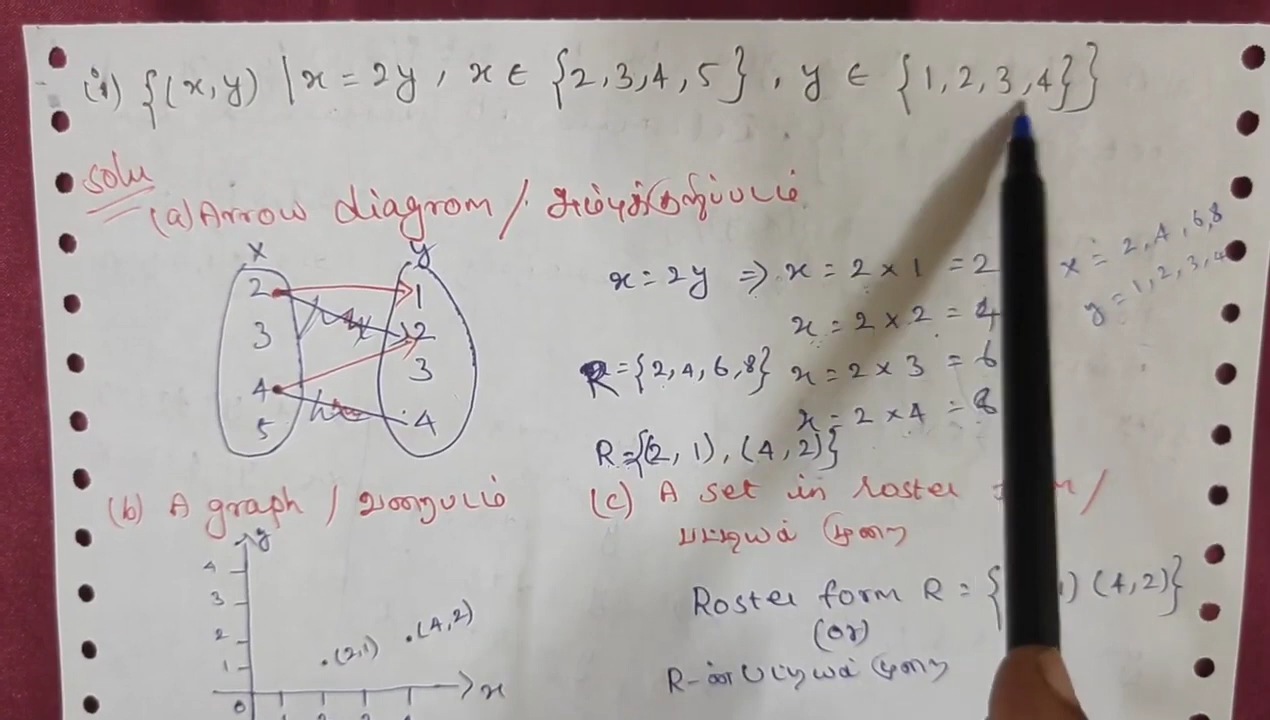 (i) {(x,y) | x = 2y, x ∈ {2,3,4,5}, y ∈ {1,2,3,4}}
solu
(a) Arrow diagrom / அம்புக்குறிப்படம்
x y
2 1
3 2
4 3
5 4
x = 2y ⇒ x = 2 × 1 = 2
x = 2 × 2 = 4
R = {2,4,6,8} x = 2 × 3 = 6
x = 2 × 4 = 8
R = {(2,1), (4,2)}
x = 2,4,6,8
y = 1,2,3,4
(b) A graph / வரைபடம்
y
4
3
2
1
0
(2,1)
(4,2)
x
(c) A set in roster /
பட்டியல் முறை
Roster form R = { 1) (4,2)}
(or)
R-ன் பட்டியல் முறை